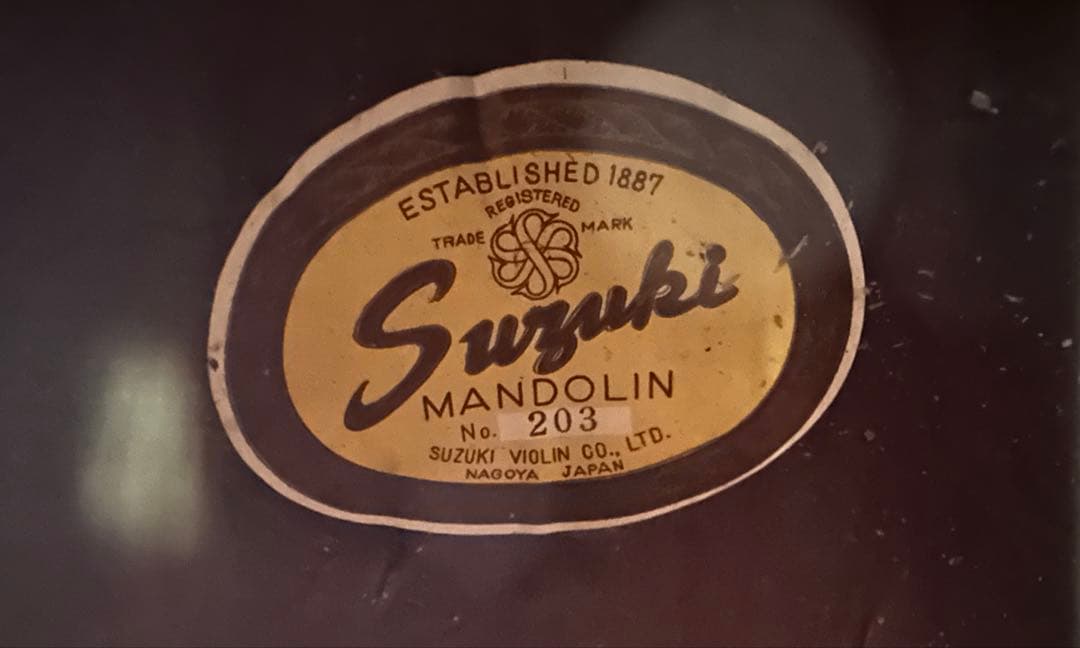 ESTABLISHED 1887
REGISTERED
TRADE MARK
Suzuki
MANDOLIN
No. 203
SUZUKI VIOLIN CO., LTD.
NAGOYA JAPAN